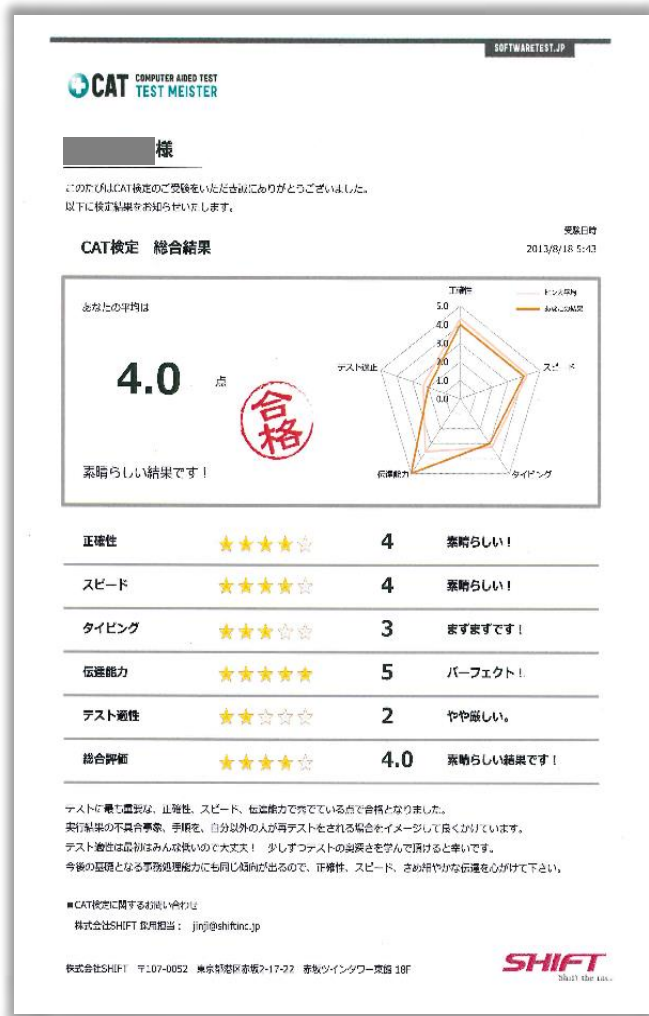 SOFTWARETEST.JP
CAT COMPUTER AIDED TEST
TEST MEISTER
様
このたびはCAT検定のご受験をいただき誠にありがとうございました。
以下に検定結果をお知らせいたします。
受験日時
CAT検定 総合結果
2013/8/18 5:43
あなたの平均は
4.0 点
合格
素晴らしい結果です！
正確性
センス平均
あなたの結果
5.0
4.0
3.0
2.0
1.0
0.0
テスト適正
スピード
伝達能力
タイピング
正確性 ★★★★☆ 4 素晴らしい！
スピード ★★★★☆ 4 素晴らしい！
タイピング ★★★☆☆ 3 まずまずです！
伝達能力 ★★★★★ 5 パーフェクト！
テスト適性 ★★☆☆☆ 2 やや厳しい。
総合評価 ★★★★☆ 4.0 素晴らしい結果です！
テストに最も重要な、正確性、スピード、伝達能力で秀でている点で合格となりました。
実行結果の不具合事象、手順を、自分以外の人が再テストをされる場合をイメージして良くかけています。
テスト適性は最初はみんな低いので大丈夫！ 少しずつテストの奥深さを学んで頂けると幸いです。
今後の基礎となる事務処理能力にも同じ傾向が出るので、正確性、スピード、きめ細やかな伝達を心がけて下さい。
■CAT検定に関するお問い合わせ
株式会社SHIFT 採用担当： jinji@shiftinc.jp
株式会社SHIFT 〒107-0052 東京都港区赤坂2-17-22 赤坂ツインタワー東館 18F
SHIFT